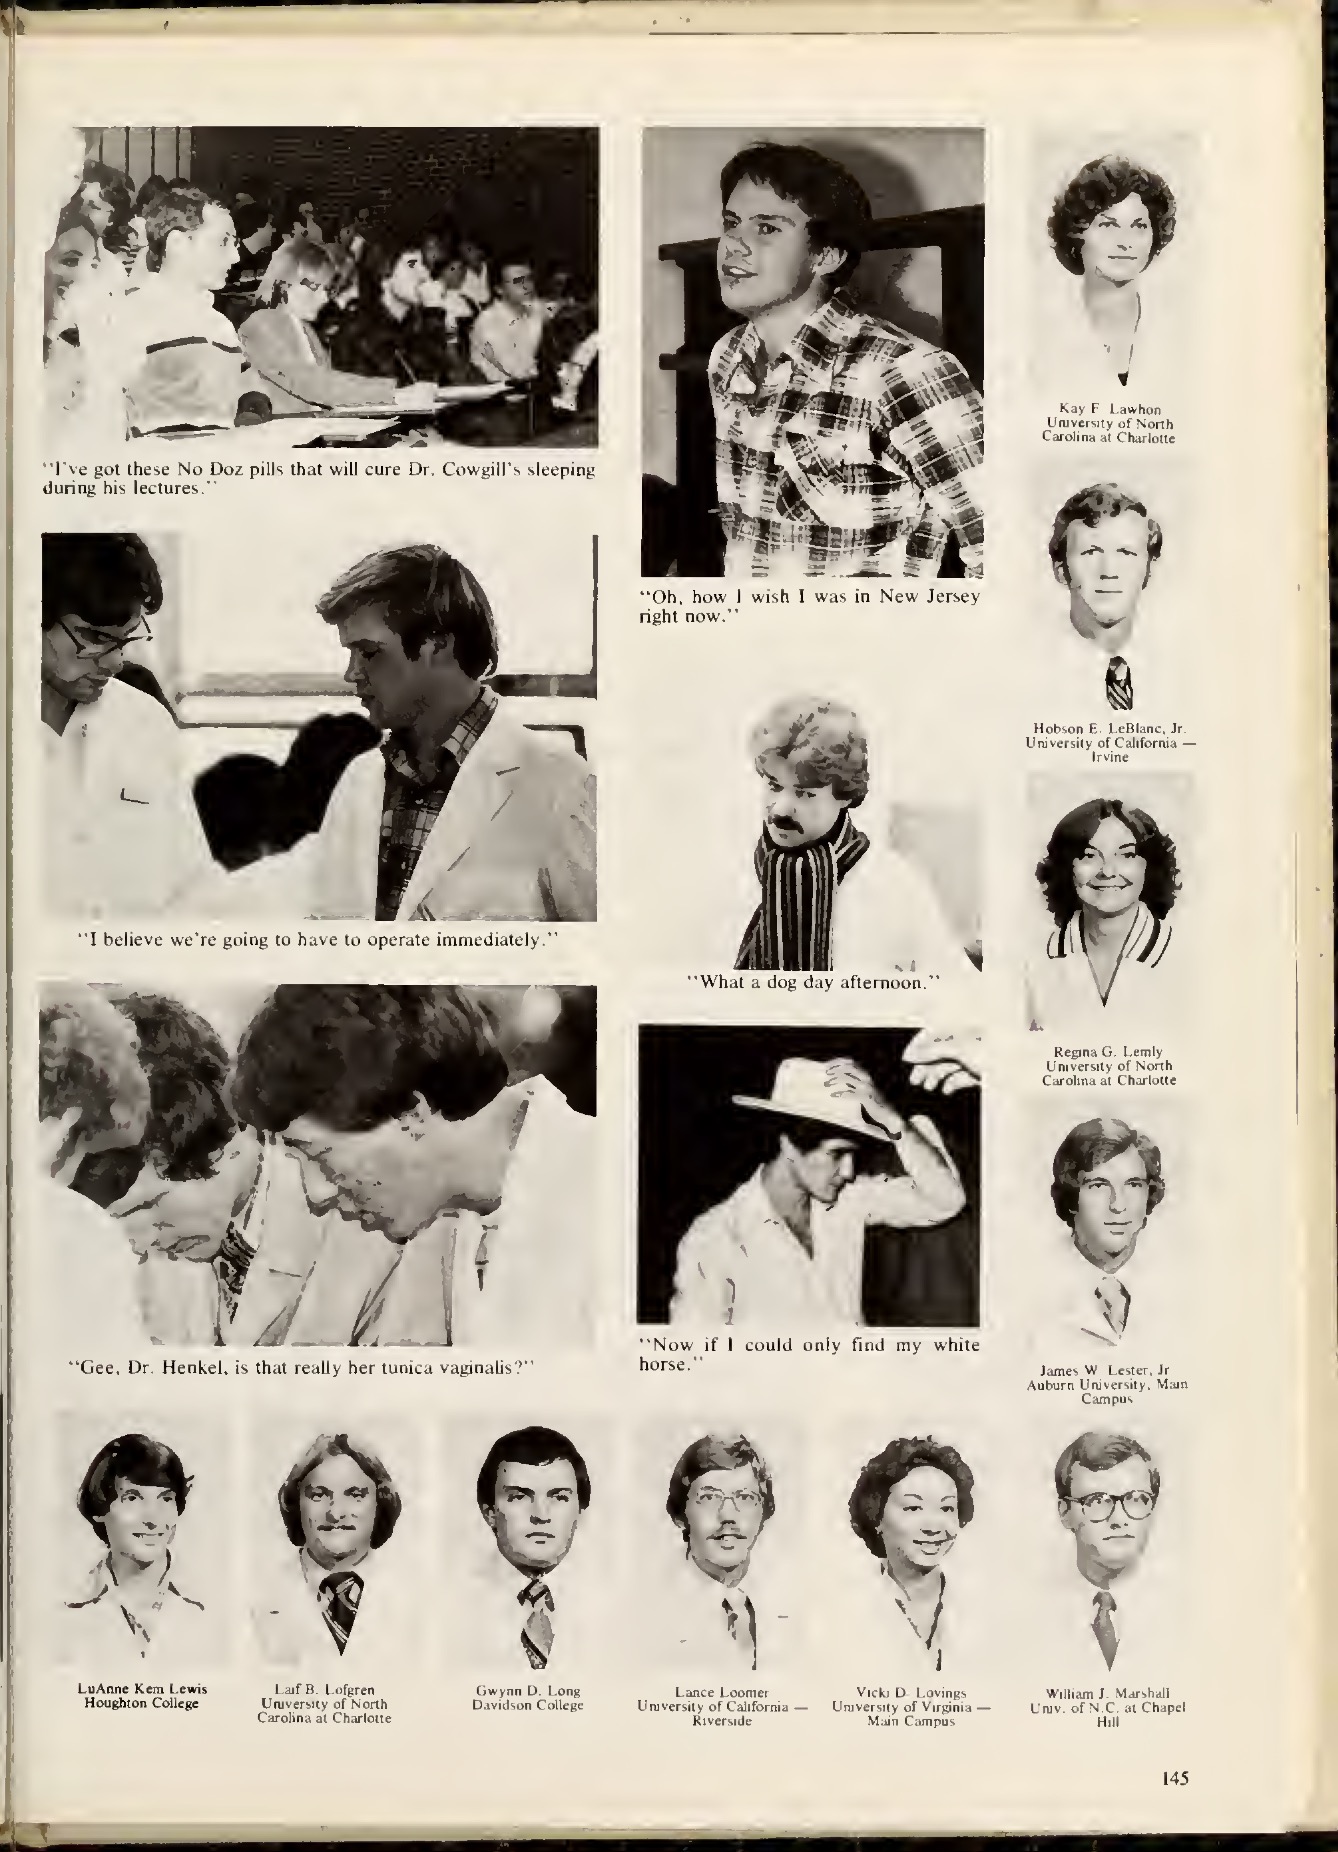 "I've got these No Doz pills that will cure Dr. Cowgill's sleeping
during his lectures."
"I believe we're going to have to operate immediately."
"Gee, Dr. Henkel, is that really her tunica vaginalis?"
"Oh, how I wish I was in New Jersey
right now."
"What a dog day afternoon."
"Now if I could only find my white
horse."
Kay F. Lawhon
University of North
Carolina at Charlotte
Hobson E. LeBlanc, Jr.
University of California —
Irvine
Regina G. Lemly
University of North
Carolina at Charlotte
James W. Lester, Jr.
Auburn University, Main
Campus
LuAnne Kem Lewis
Houghton College
Laif B. Lofgren
University of North
Carolina at Charlotte
Gwynn D. Long
Davidson College
Lance Loomer
University of California —
Riverside
Vicki D. Lovings
University of Virginia —
Main Campus
William J. Marshall
Univ. of N.C. at Chapel
Hill
145